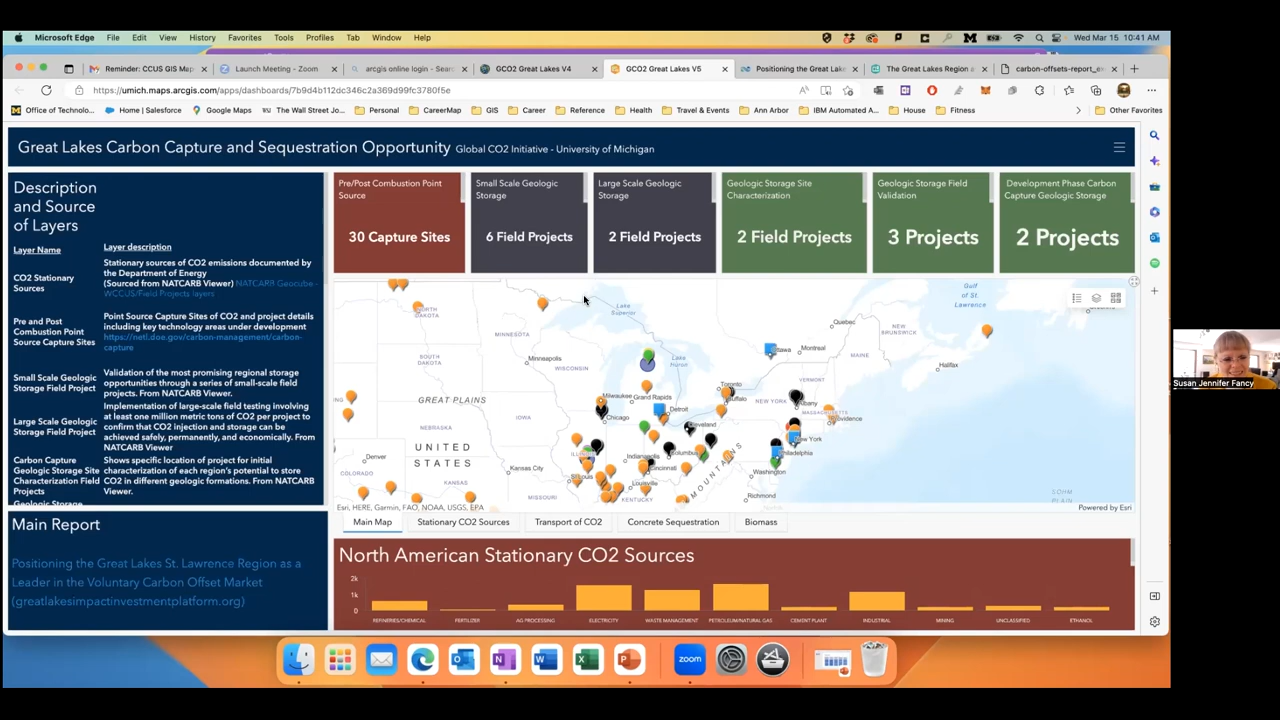 Microsoft Edge File Edit View History Favorites Tools Profiles Tab Window Help Wed Mar 15 10:41 AM
Reminder: CCUS GIS Map
Launch Meeting - Zoom
arcgis online login - Sear
GCO2 Great Lakes V4
GCO2 Great Lakes V5
Positioning the Great Lak
The Great Lakes Region a
carbon-offsets-report_e
https://umich.maps.arcgis.com/apps/dashboards/7b9d4b112dc346c2a369d99fc3780f5e
Office of Technolo... Home | Salesforce Google Maps The Wall Street Jo... Personal CareerMap GIS Career Reference Health Travel & Events Ann Arbor IBM Automated A... House Fitness Other Favorites
Great Lakes Carbon Capture and Sequestration Opportunity Global CO2 Initiative - University of Michigan
Description
and Source
of Layers
Layer Name Layer description
CO2 Stationary
Sources
Stationary sources of CO2 emissions documented by
the Department of Energy
(Sourced from NATCARB Viewer) NATCARB Geocube -
WCCUS/Field Projects layers
Pre and Post
Combustion Point
Source Capture Sites
Point Source Capture Sites of CO2 and project details
including key technology areas under development
https://netl.doe.gov/carbon-management/carbon-
capture
Small Scale Geologic
Storage Field Project
Validation of the most promising regional storage
opportunities through a series of small-scale field
projects. From NATCARB Viewer.
Large Scale Geologic
Storage Field Project
Implementation of large-scale field testing involving
at least one million metric tons of CO2 per project to
confirm that CO2 injection and storage can be
achieved safely, permanently, and economically. From
NATCARB Viewer
Carbon Capture
Geologic Storage Site
Characterization Field
Projects
Shows specific location of project for initial
characterization of each region's potential to store
CO2 in different geologic formations. From NATCARB
Viewer.
Geologic Storage
Main Report
Positioning the Great Lakes St. Lawrence Region as a
Leader in the Voluntary Carbon Offset Market
(greatlakesimpactinvestmentplatform.org)
Pre/Post Combustion Point
Source
30 Capture Sites
Small Scale Geologic
Storage
6 Field Projects
Large Scale Geologic
Storage
2 Field Projects
Geologic Storage Site
Characterization
2 Field Projects
Geologic Storage Field
Validation
3 Projects
Development Phase Carbon
Capture Geologic Storage
2 Projects
Gulf
of St.
Lawrence
NORTH
DAKOTA
Lake
Superior
Quebec
NEW
BRUNSWICK
MINNESOTA
Ottawa
Montreal
MAINE
Minneapolis
SOUTH
DAKOTA
WISCONSIN
Lake
Huron
Halifax
Toronto
VERMONT
Buffalo
Milwaukee
Grand Rapids
NEW YORK
Albany
GREAT PLAINS
Detroit
MASSACHUSETTS
Providence
Chicago
IOWA
Cleveland
NEBRASKA
New York
UNITED
STATES
ILLINOIS
Indianapolis
Columbus
Philadelphia
Denver
Kansas City
Cincinnati
Washington
COLORADO
KANSAS
MISSOURI
Louisville
KENTUCKY
MOUNTAINS
Richmond
SOHM
PLAIN
Esri, HERE, Garmin, FAO, NOAA, USGS, EPA
Powered by Esri
Main Map Stationary CO2 Sources Transport of CO2 Concrete Sequestration Biomass
North American Stationary CO2 Sources
2k
1k
0
REFINERIES/CHEMICAL FERTILIZER AG PROCESSING ELECTRICITY WASTE MANAGEMENT PETROLEUM/NATURAL GAS CEMENT PLANT INDUSTRIAL MINING UNCLASSIFIED ETHANOL
zoom
Susan Jennifer Fancy